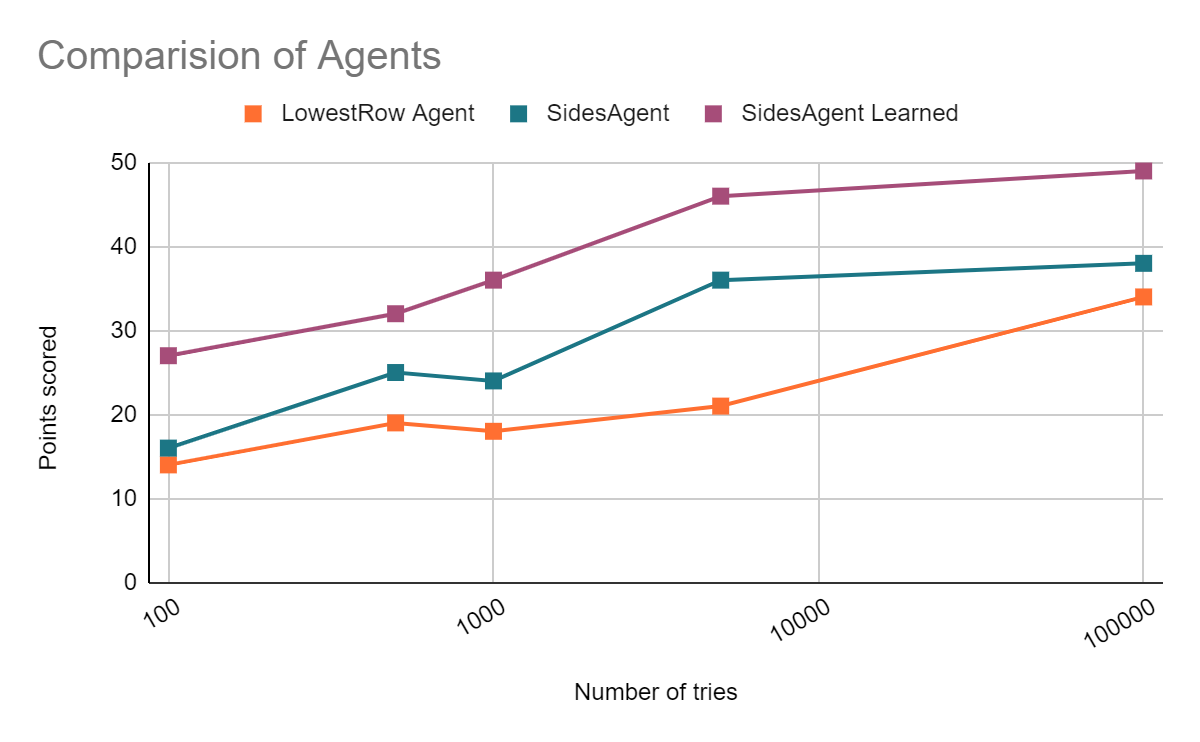 Comparision of Agents
LowestRow Agent SidesAgent SidesAgent Learned
50
40
30
20
10
0
Points scored
100 1000 10000 100000
Number of tries